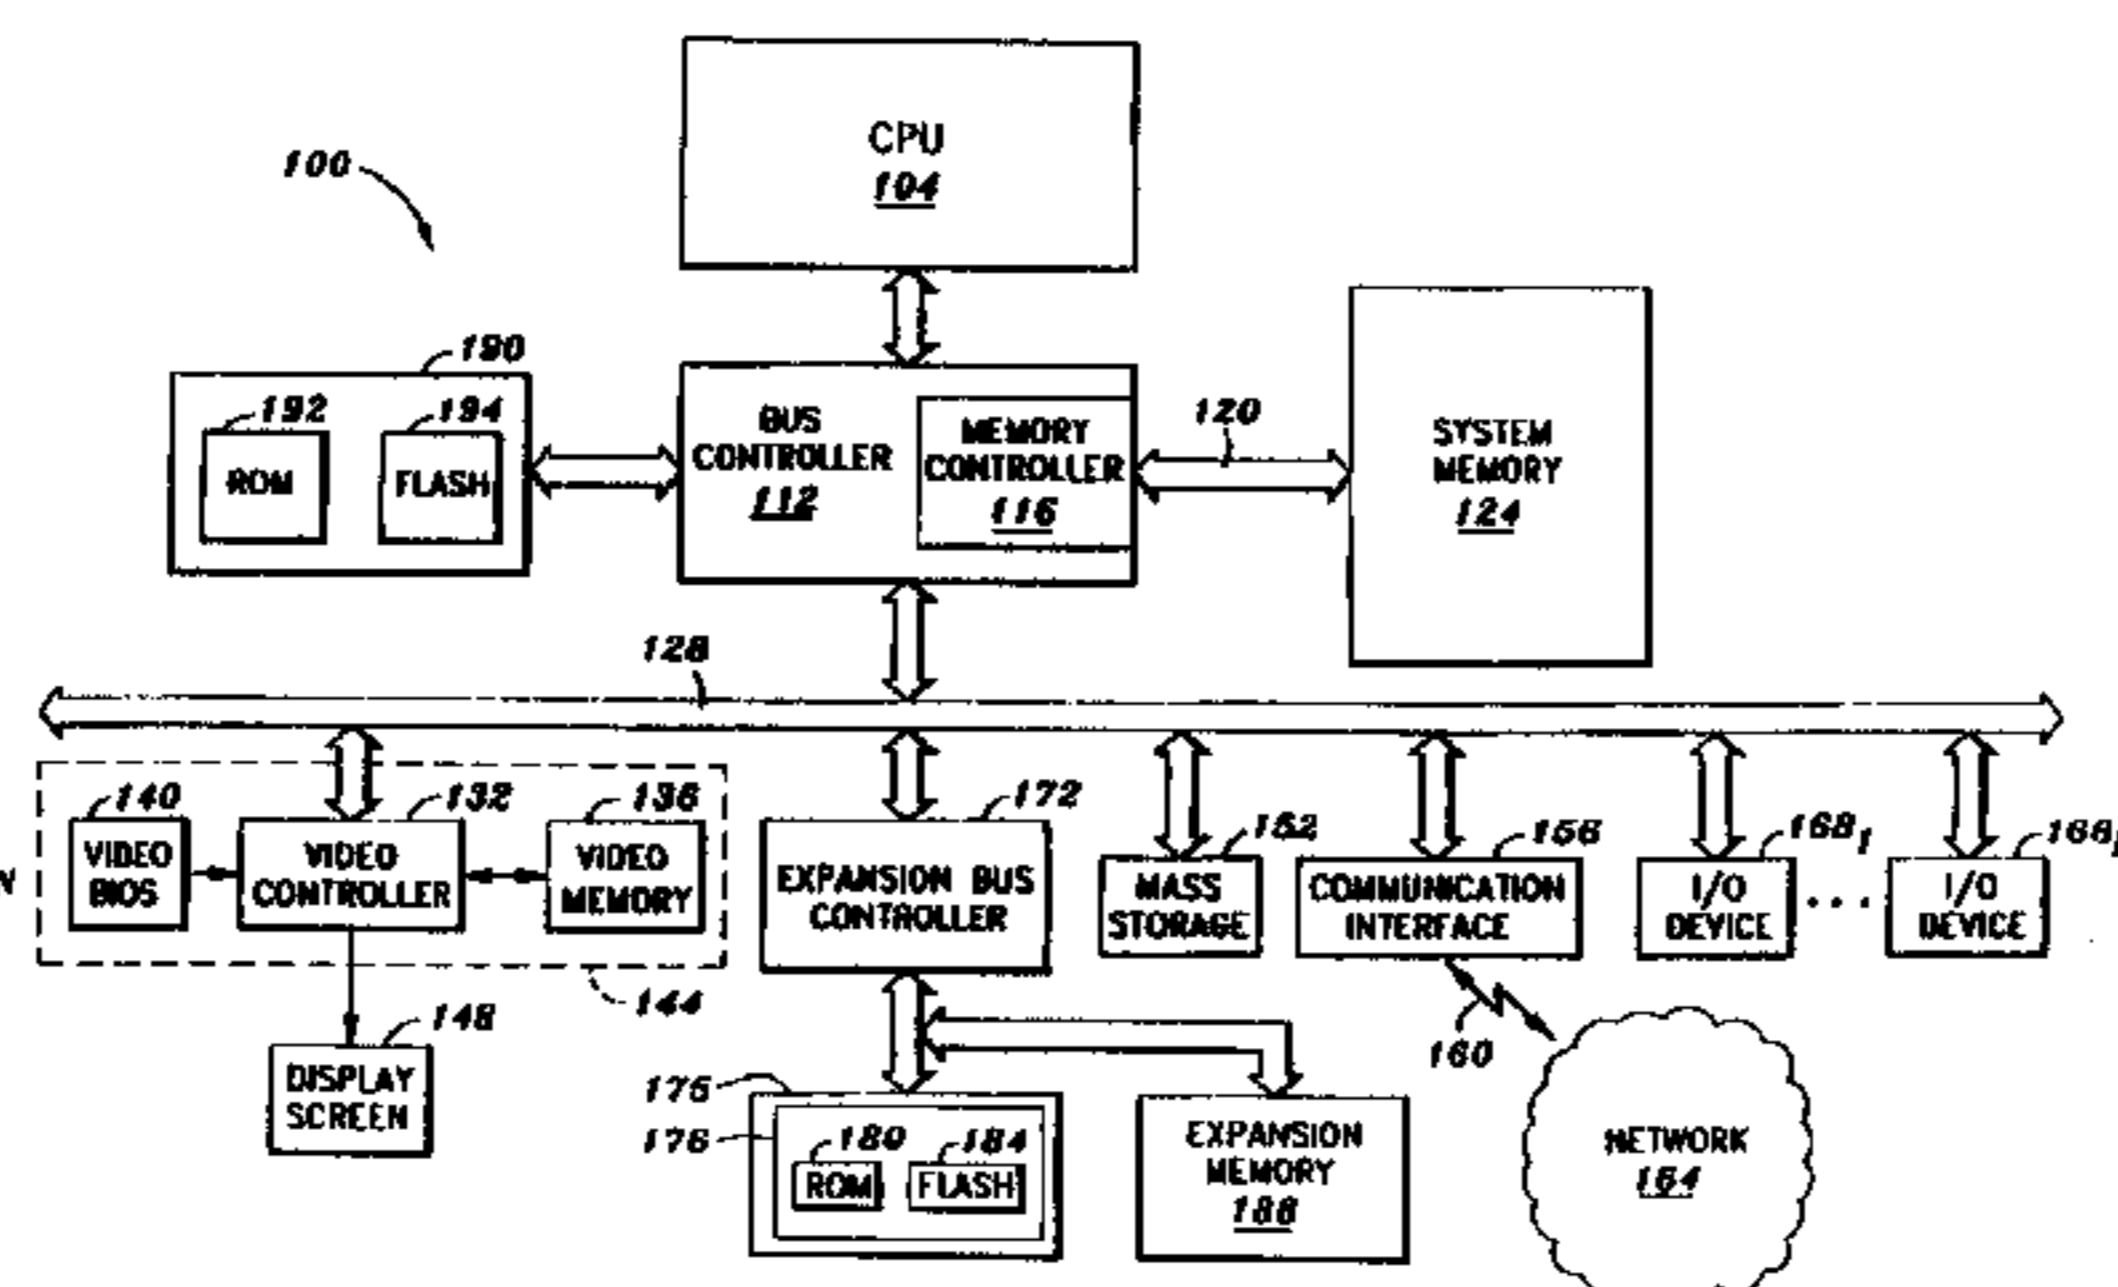 CPU
104
100
190
192
194
ROM
FLASH
BUS
CONTROLLER
112
MEMORY
CONTROLLER
116
120
SYSTEM
MEMORY
124
128
140
132
136
172
152
156
168₁
VIDEO
BIOS
VIDEO
CONTROLLER
VIDEO
MEMORY
EXPANSION BUS
CONTROLLER
MASS
STORAGE
COMMUNICATION
INTERFACE
I/O
DEVICE
...
I/O
DEVICE
144
148
DISPLAY
SCREEN
160
175
176
180
184
ROM
FLASH
EXPANSION
MEMORY
188
NETWORK
164